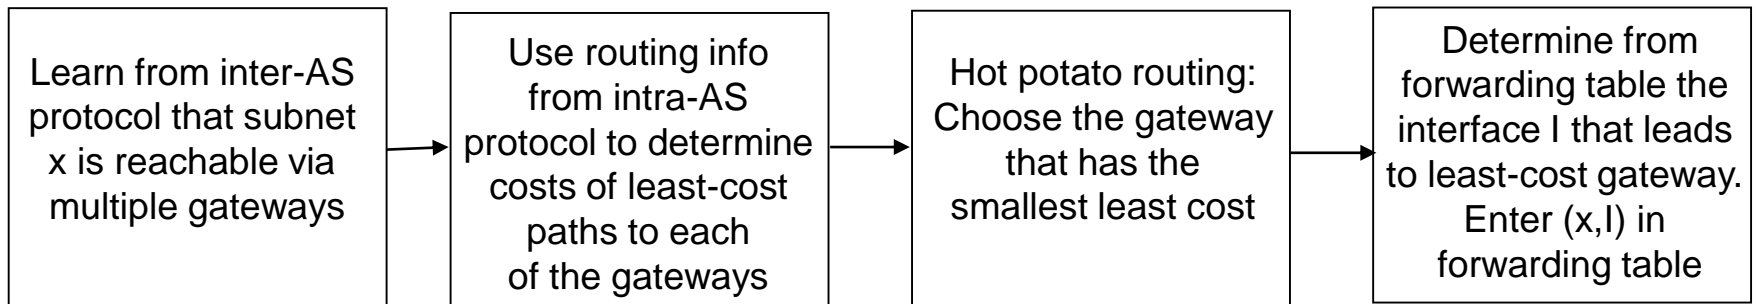 Learn from inter-AS
protocol that subnet
x is reachable via
multiple gateways
Use routing info
from intra-AS
protocol to determine
costs of least-cost
paths to each
of the gateways
Hot potato routing:
Choose the gateway
that has the
smallest least cost
Determine from
forwarding table the
interface I that leads
to least-cost gateway.
Enter (x,I) in
forwarding table